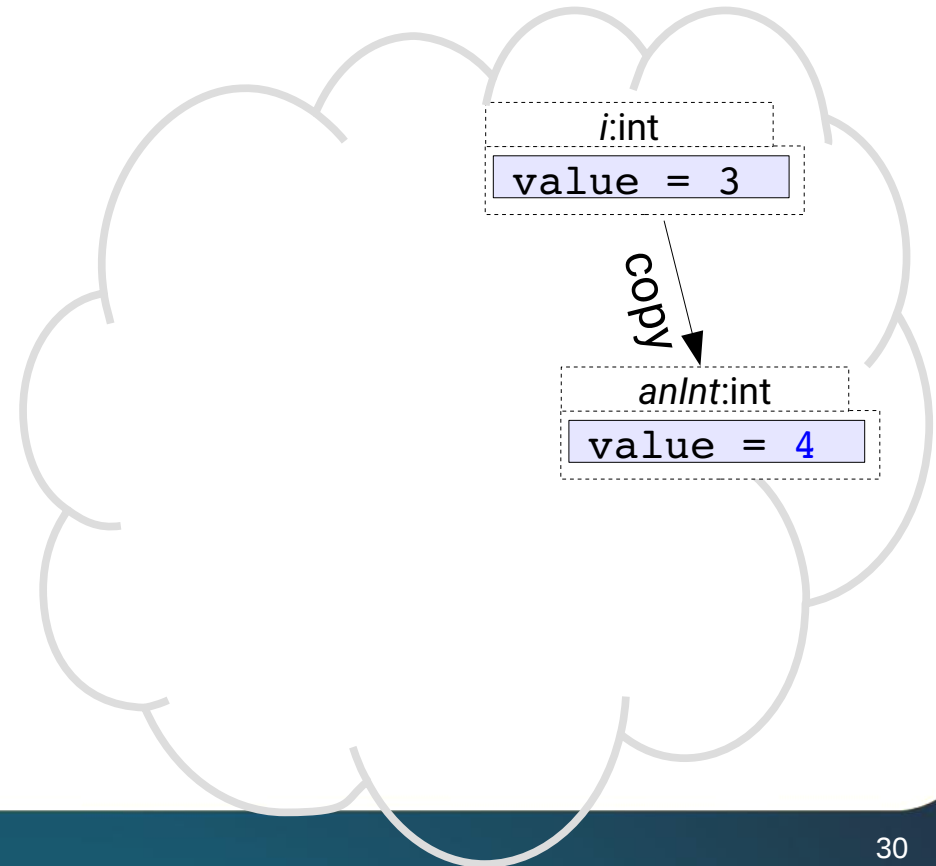 i:int
value = 3
copy
anInt:int
value = 4
30